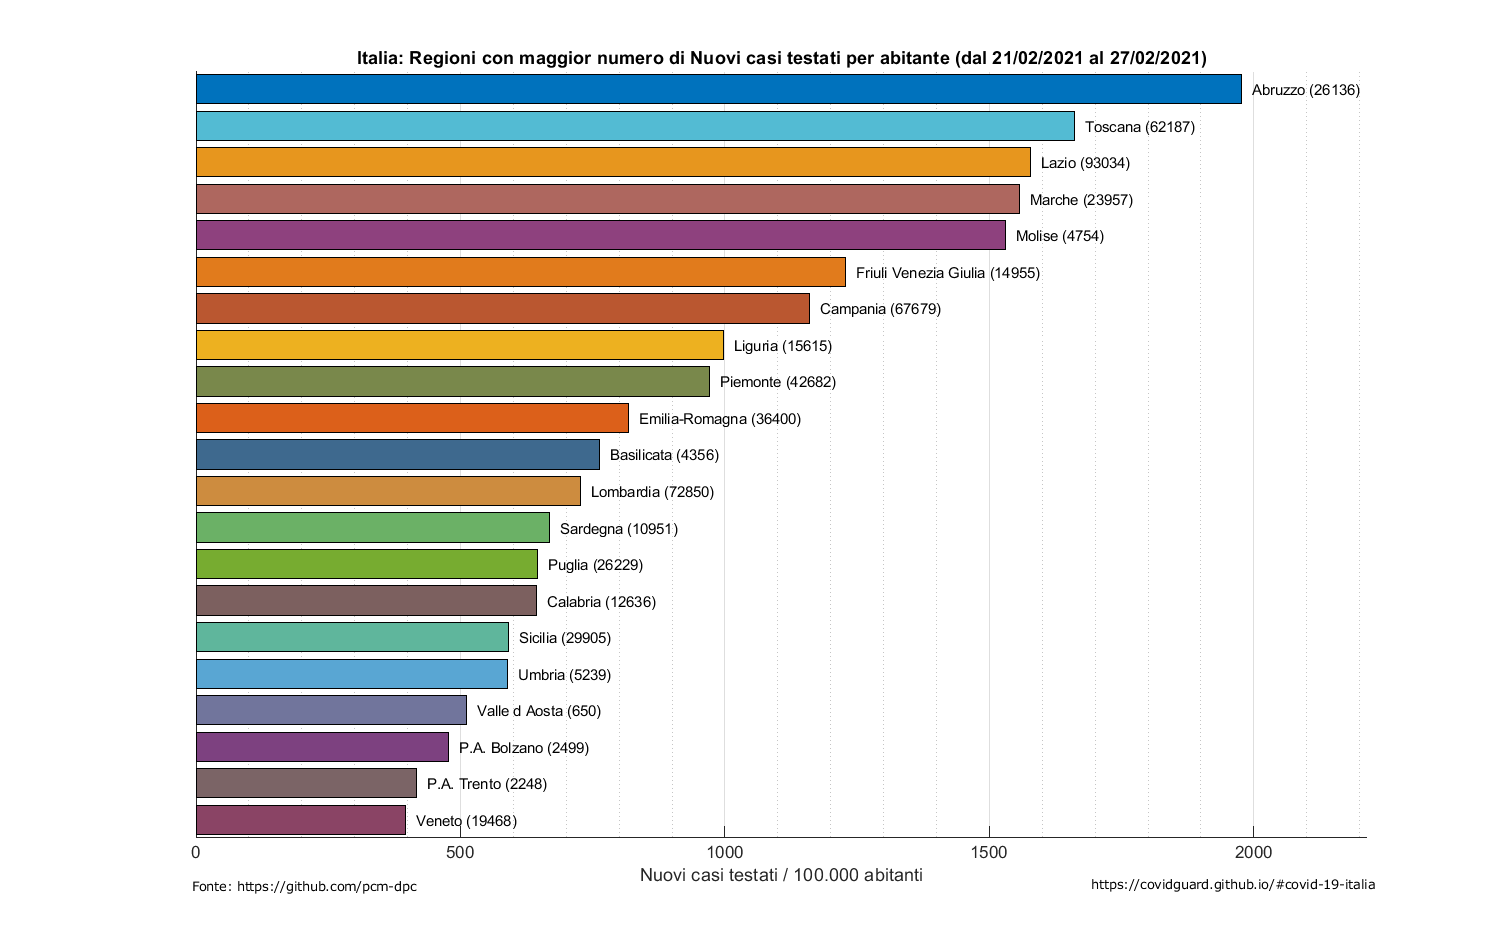 Italia: Regioni con maggior numero di Nuovi casi testati per abitante (dal 21/02/2021 al 27/02/2021)
Abruzzo (26136)
Toscana (62187)
Lazio (93034)
Marche (23957)
Molise (4754)
Friuli Venezia Giulia (14955)
Campania (67679)
Liguria (15615)
Piemonte (42682)
Emilia-Romagna (36400)
Basilicata (4356)
Lombardia (72850)
Sardegna (10951)
Puglia (26229)
Calabria (12636)
Sicilia (29905)
Umbria (5239)
Valle d Aosta (650)
P.A. Bolzano (2499)
P.A. Trento (2248)
Veneto (19468)
0 500 1000 1500 2000
Nuovi casi testati / 100.000 abitanti
Fonte: https://github.com/pcm-dpc
https://covidguard.github.io/#covid-19-italia